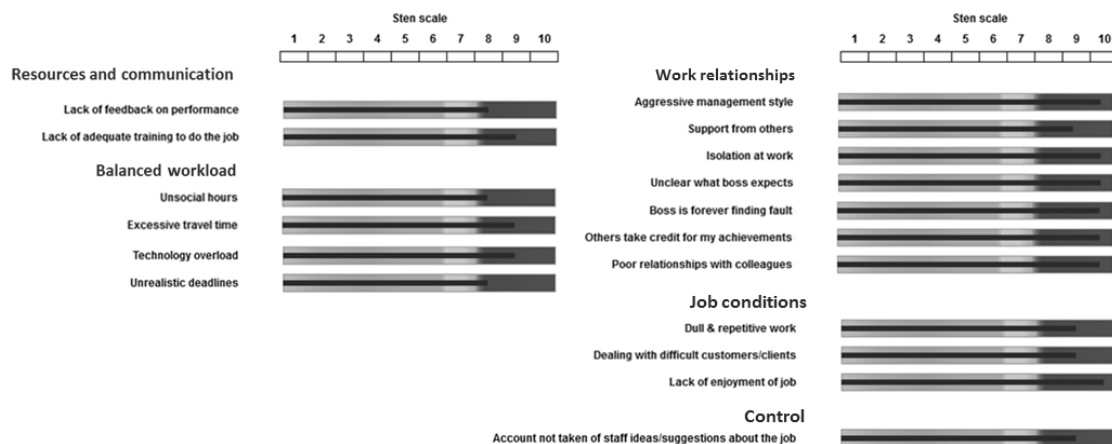 Sten scale
1 2 3 4 5 6 7 8 9 10
Resources and communication
Lack of feedback on performance
Lack of adequate training to do the job
Balanced workload
Unsocial hours
Excessive travel time
Technology overload
Unrealistic deadlines
Sten scale
1 2 3 4 5 6 7 8 9 10
Work relationships
Aggressive management style
Support from others
Isolation at work
Unclear what boss expects
Boss is forever finding fault
Others take credit for my achievements
Poor relationships with colleagues
Job conditions
Dull & repetitive work
Dealing with difficult customers/clients
Lack of enjoyment of job
Control
Account not taken of staff ideas/suggestions about the job